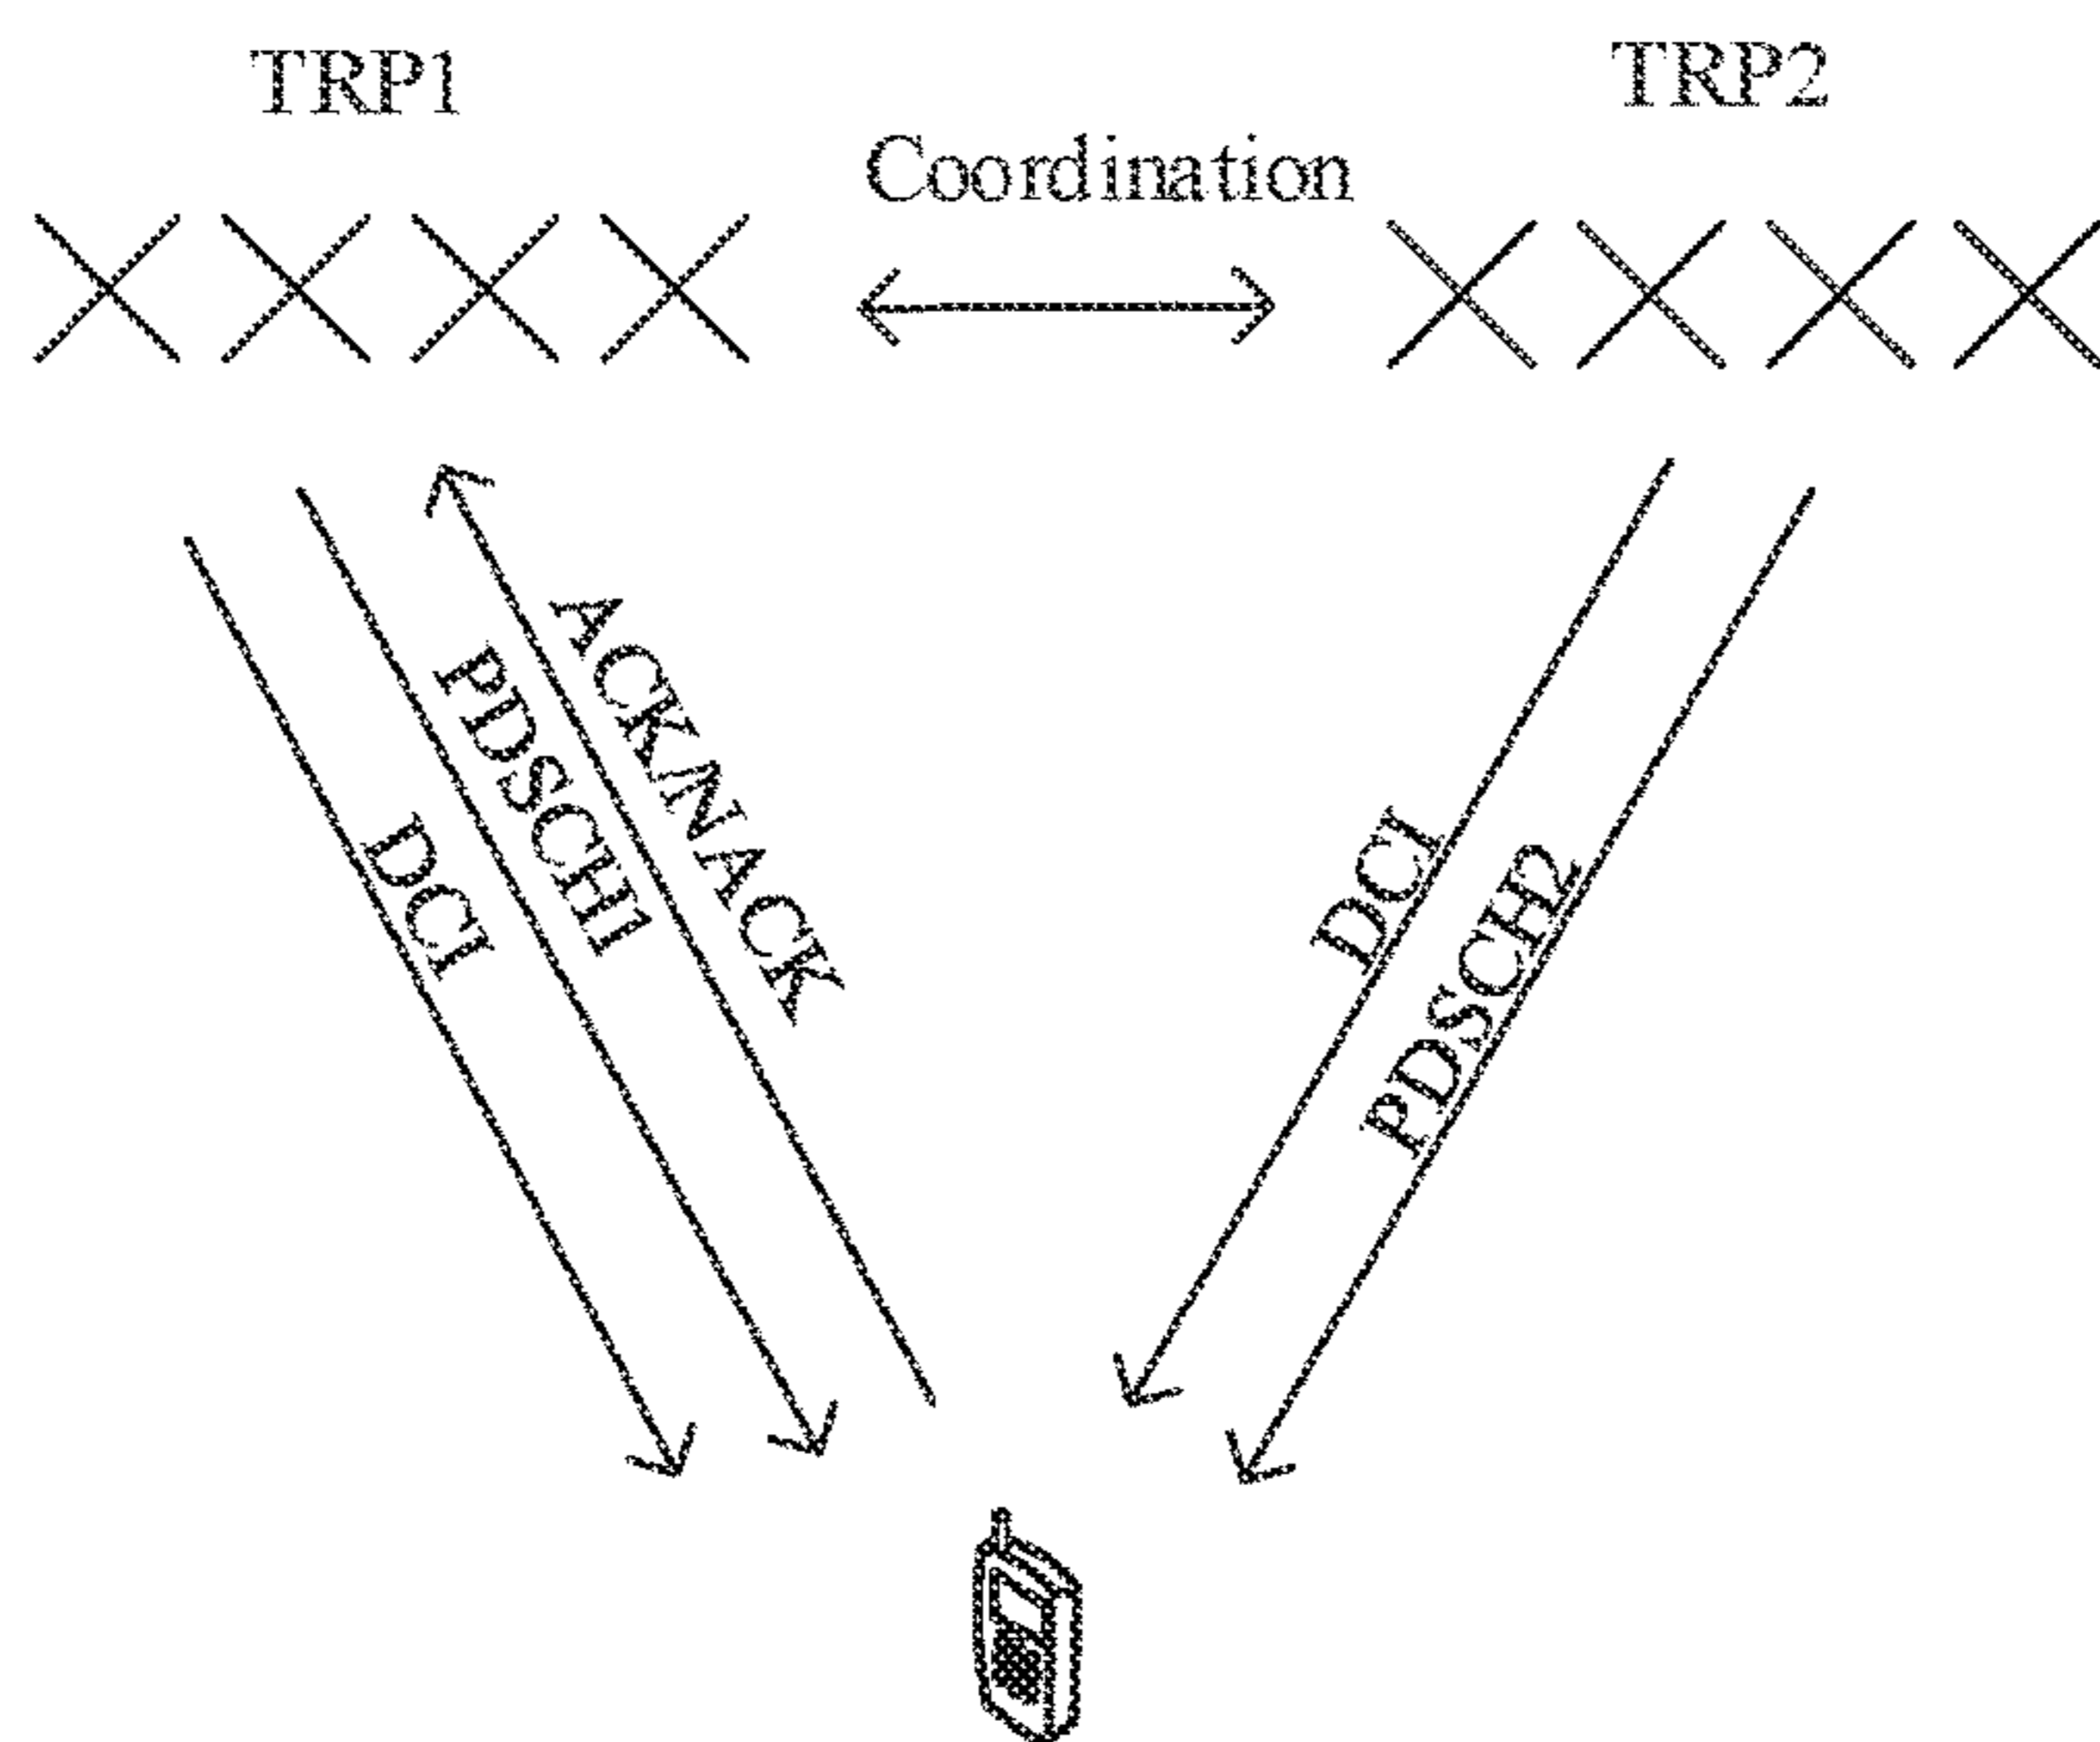 TRP1
TRP2
Coordination
ACK/NACK
PDSCH1
DCI
DCI
PDSCH2